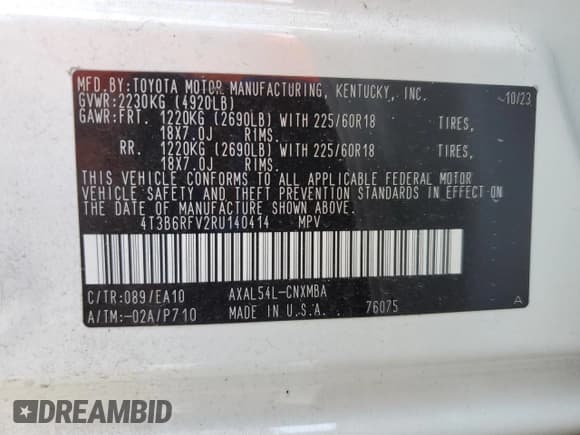 MFD.BY:TOYOTA MOTOR MANUFACTURING, KENTUCKY, INC.
GVWR:2230KG (4920LB) 10/23
GAWR:FRT. 1220KG (2690LB) WITH 225/60R18 TIRES,
18X7.0J RIMS.
RR. 1220KG (2690LB) WITH 225/60R18 TIRES,
18X7.0J RIMS.
THIS VEHICLE CONFORMS TO ALL APPLICABLE FEDERAL MOTOR
VEHICLE SAFETY AND THEFT PREVENTION STANDARDS IN EFFECT ON
THE DATE OF MANUFACTURE SHOWN ABOVE.
4T3B6RFV2RU140414 MPV
C/TR:089/EA10 AXAL54L-CNXMBA
A/TM:-02A/P710 MADE IN U.S.A. 76075 A
DREAMBID